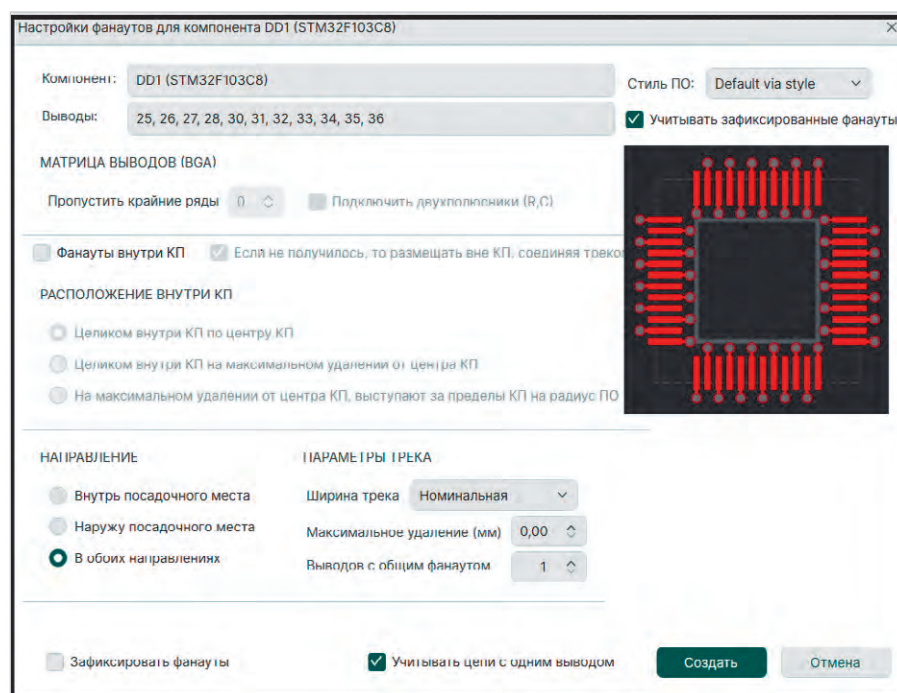 Настройки фанаутов для компонента DD1 (STM32F103C8)
Компонент: DD1 (STM32F103C8)
Стиль ПО: Default via style
Выводы: 25, 26, 27, 28, 30, 31, 32, 33, 34, 35, 36
Учитывать зафиксированные фанауты
МАТРИЦА ВЫВОДОВ (BGA)
Пропустить крайние ряды 0
Подключить двухполюсники (R,C)
Фанауты внутри КП
Если не получилось, то размещать вне КП, соединяя треко
РАСПОЛОЖЕНИЕ ВНУТРИ КП
Целиком внутри КП по центру КП
Целиком внутри КП на максимальном удалении от центра КП
На максимальном удалении от центра КП, выступают за пределы КП на радиус ПО
НАПРАВЛЕНИЕ
Внутрь посадочного места
Наружу посадочного места
В обоих направлениях
ПАРАМЕТРЫ ТРЕКА
Ширина трека Номинальная
Максимальное удаление (мм) 0,00
Выводов с общим фанаутом 1
Зафиксировать фанауты
Учитывать цепи с одним выводом
Создать
Отмена